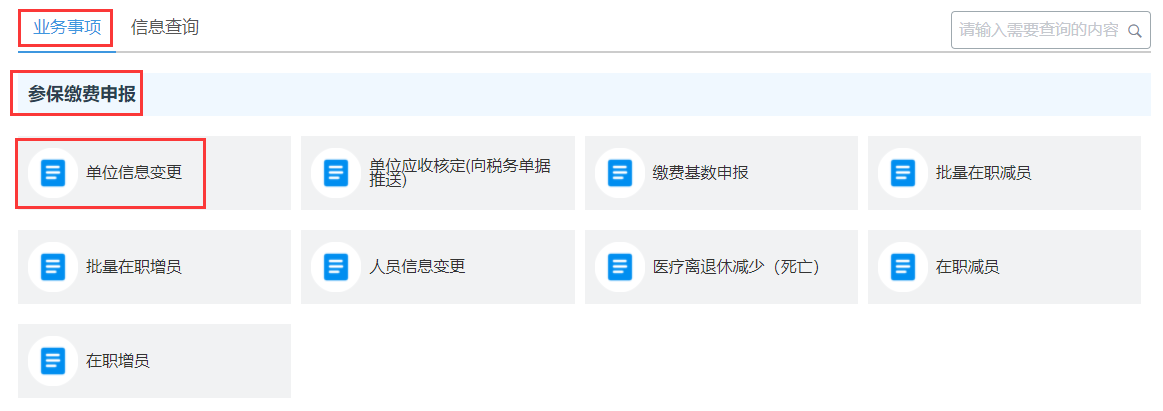 业务事项
信息查询
请输入需要查询的内容
参保缴费申报
单位信息变更
单位应收核定(向税务单据
推送)
缴费基数申报
批量在职减员
批量在职增员
人员信息变更
医疗离退休减少（死亡）
在职减员
在职增员